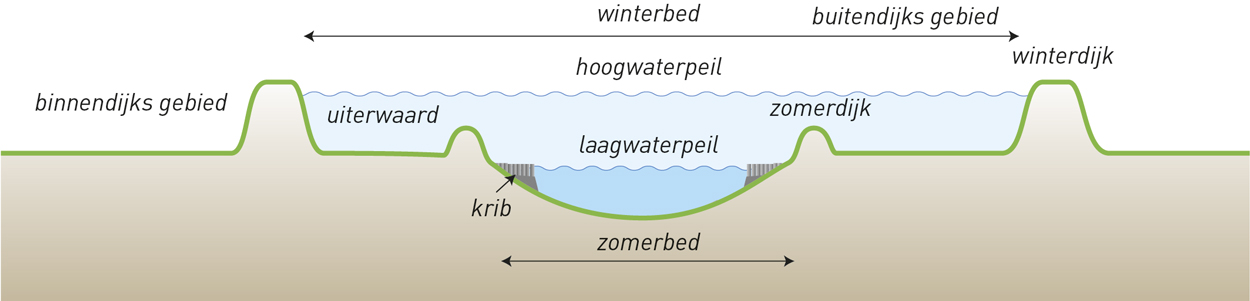 winterbed
buitendijks gebied
hoogwaterpeil
winterdijk
binnendijks gebied
uiterwaard
zomerdijk
laagwaterpeil
krib
zomerbed